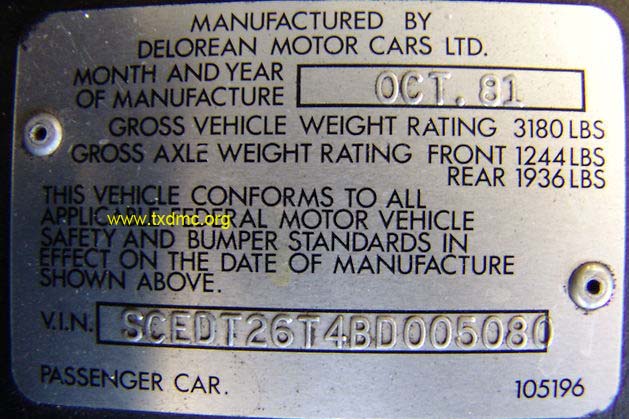 MANUFACTURED BY
DELOREAN MOTOR CARS LTD.
MONTH AND YEAR
OF MANUFACTURE
OCT. 81
GROSS VEHICLE WEIGHT RATING 3180 LBS
GROSS AXLE WEIGHT RATING FRONT 1244 LBS
REAR 1936 LBS
THIS VEHICLE CONFORMS TO ALL
APPLICABLE FEDERAL MOTOR VEHICLE
www.txdmc.org
SAFETY AND BUMPER STANDARDS IN
EFFECT ON THE DATE OF MANUFACTURE
SHOWN ABOVE.
V.I.N. SCEDT26T4BD005080
PASSENGER CAR. 105196